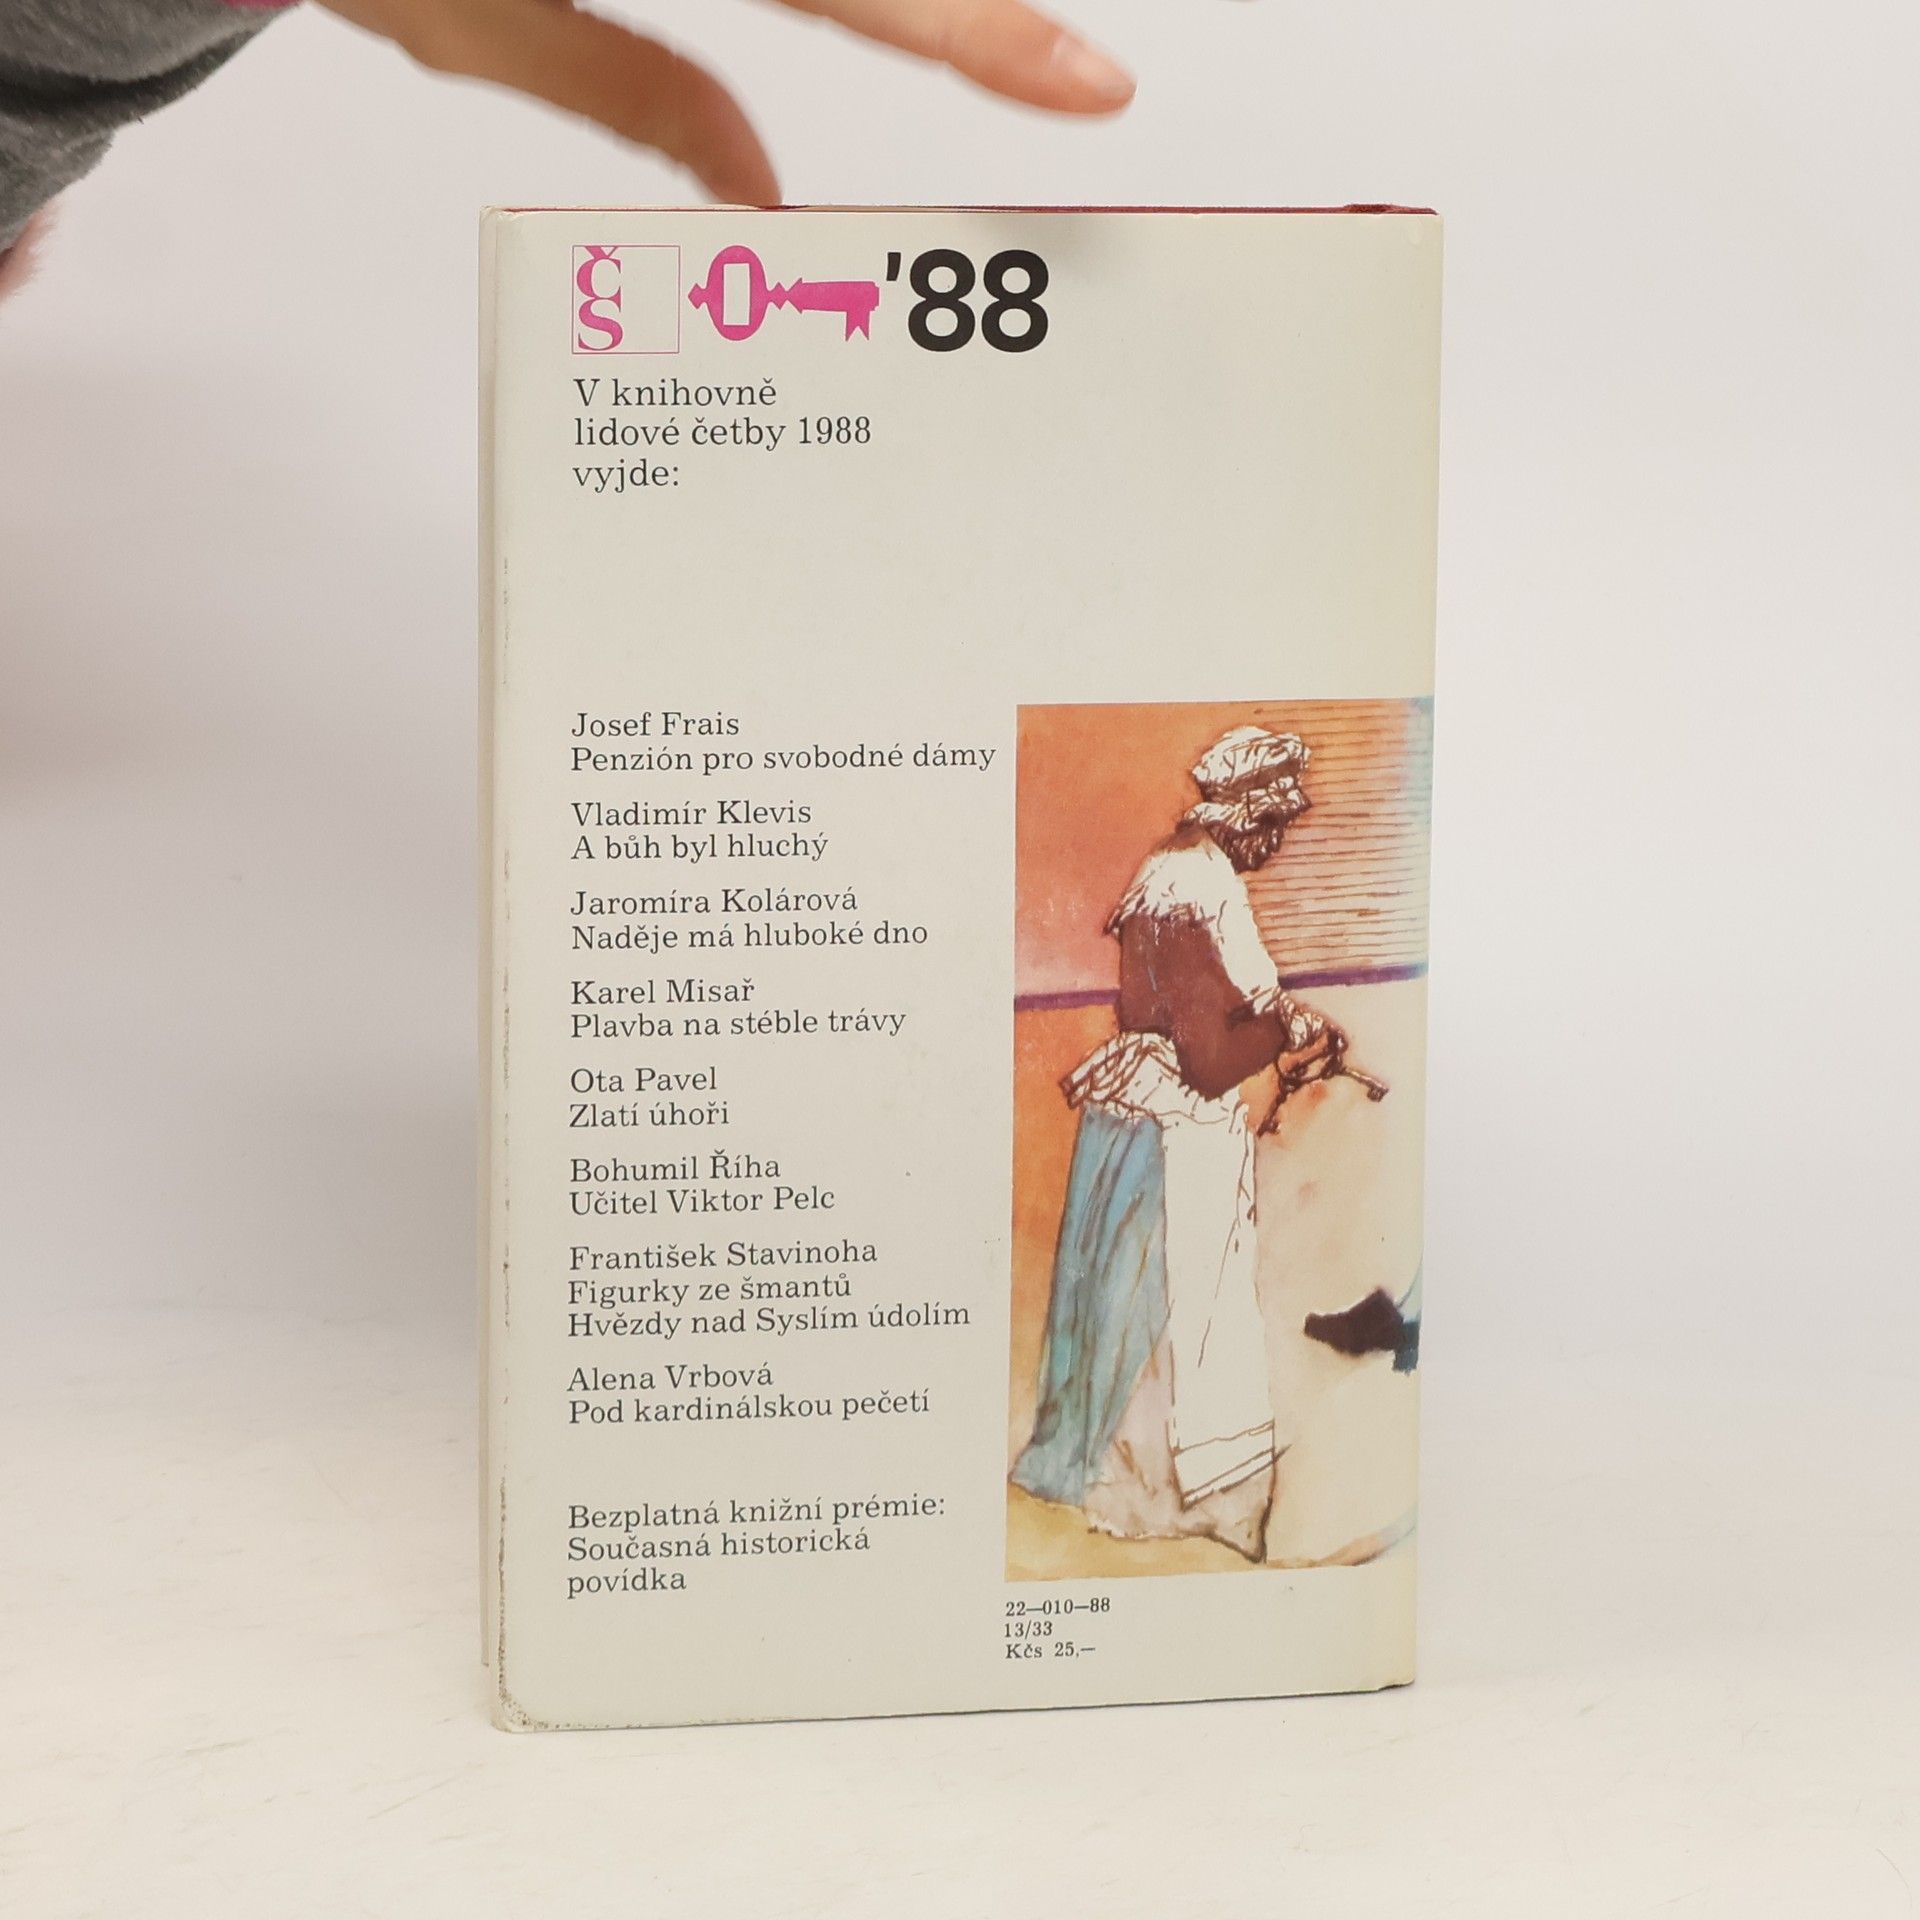 ČS '88
V knihovně
lidové četby 1988
vyjde:
Josef Frais
Penzión pro svobodné dámy
Vladimír Klevis
A bůh byl hluchý
Jaromíra Kolárová
Naděje má hluboké dno
Karel Misař
Plavba na stéble trávy
Ota Pavel
Zlatí úhoři
Bohumil Říha
Učitel Viktor Pelc
František Stavinoha
Figurky ze šmantů
Hvězdy nad Syslím údolím
Alena Vrbová
Pod kardinálskou pečetí
Bezplatná knižní prémie:
Současná historická
povídka
22—010—88
13/33
Kčs 25,—